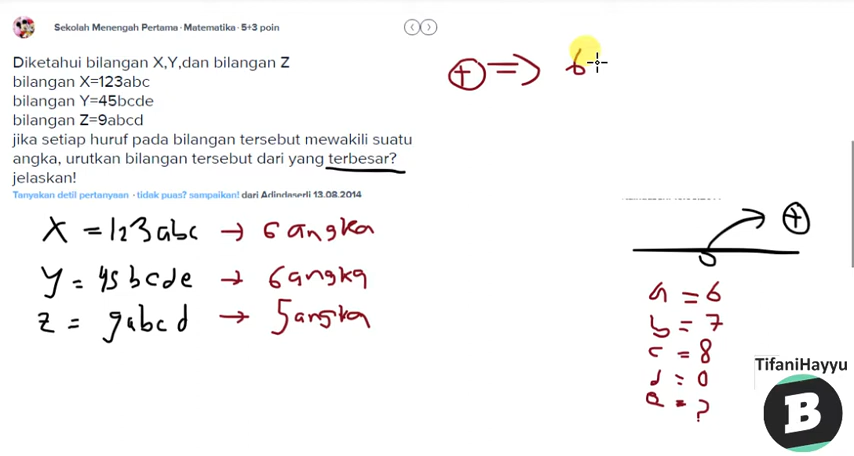 Sekolah Menengah Pertama · Matematika · 5+3 poin
Diketahui bilangan X,Y,dan bilangan Z
bilangan X=123abc
bilangan Y=45bcde
bilangan Z=9abcd
jika setiap huruf pada bilangan tersebut mewakili suatu
angka, urutkan bilangan tersebut dari yang terbesar?
jelaskan!
Tanyakan detil pertanyaan · tidak puas? sampaikan! dari Adindaserli 13.08.2014
X = 123abc → 6 angka
Y = 45 bcde → 6 angka
Z = 9abcd → 5 angka
+ => 6
+
0
a = 6
b = 7
c = 8
d = 0
e = ?
TifaniHayyu
B